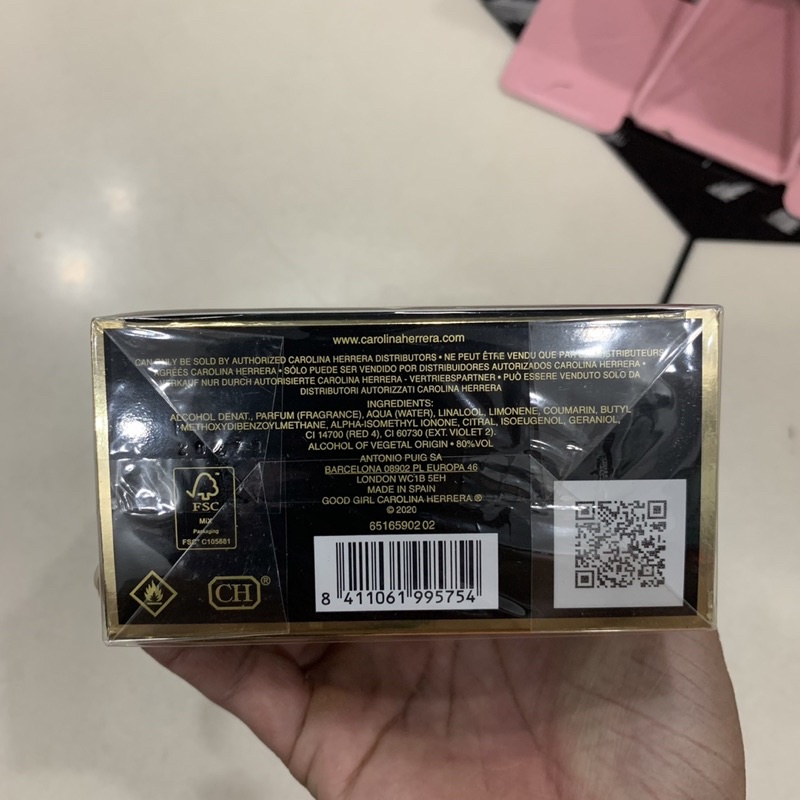 www.carolinaherrera.com
CAN ONLY BE SOLD BY AUTHORIZED CAROLINA HERRERA DISTRIBUTORS • NE PEUT ÊTRE VENDU QUE PAR DISTRIBUTEURS
AGRÉÉS CAROLINA HERRERA • SÓLO PUEDE SER VENDIDO POR DISTRIBUIDORES AUTORIZADOS CAROLINA HERRERA •
VERKAUF NUR DURCH AUTORISIERTE CAROLINA HERRERA - VERTRIEBSPARTNER • PUÒ ESSERE VENDUTO SOLO DA
DISTRIBUTORI AUTORIZZATI CAROLINA HERRERA
INGREDIENTS:
ALCOHOL DENAT., PARFUM (FRAGRANCE), AQUA (WATER), LINALOOL, LIMONENE, COUMARIN, BUTYL
METHOXYDIBENZOYLMETHANE, ALPHA-ISOMETHYL IONONE, CITRAL, ISOEUGENOL, GERANIOL,
CI 14700 (RED 4), CI 60730 (EXT. VIOLET 2).
ALCOHOL OF VEGETAL ORIGIN • 80%VOL
ANTONIO PUIG SA
BARCELONA 08902 PL EUROPA 46
LONDON WC1B 5EH
MADE IN SPAIN
GOOD GIRL CAROLINA HERRERA ®
© 2020
65165902 02
FSC
MIX
Packaging
FSC® C105881
CH®
8 411061 995754